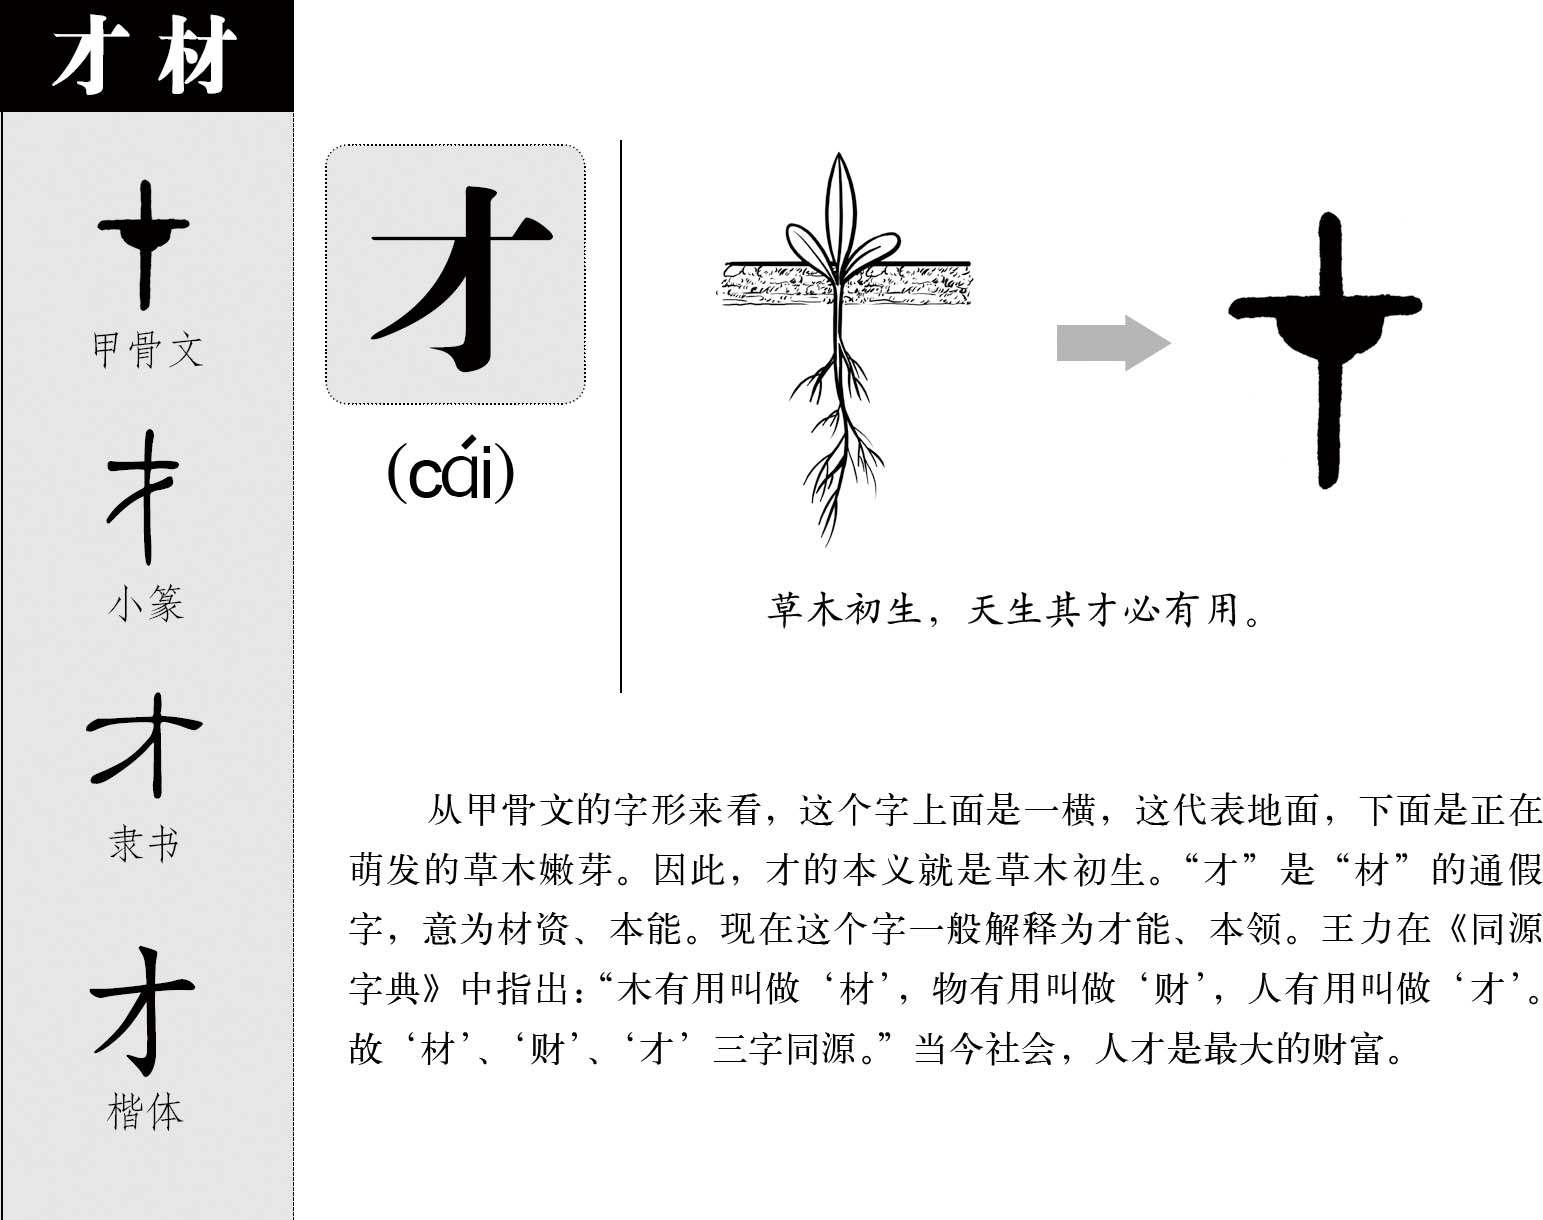 才 材
甲骨文
小篆
隶书
楷体
才
(cái)
草木初生，天生其才必有用。
从甲骨文的字形来看，这个字上面是一横，这代表地面，下面是正在
萌发的草木嫩芽。因此，才的本义就是草木初生。“才”是“材”的通假
字，意为材资、本能。现在这个字一般解释为才能、本领。王力在《同源
字典》中指出：“木有用叫做‘材’，物有用叫做‘财’，人有用叫做‘才’。
故‘材’、‘财’、‘才’三字同源。”当今社会，人才是最大的财富。